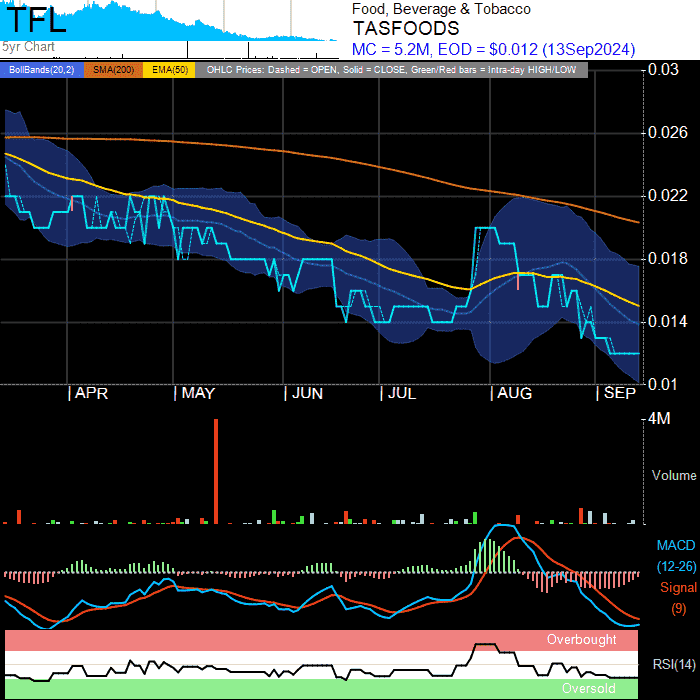 TFL
5yr Chart
Food, Beverage & Tobacco
TASFOODS
MC = 5.2M, EOD = $0.012 (13Sep2024)
BollBands(20,2) SMA(200) EMA(50) OHLC Prices: Dashed = OPEN, Solid = CLOSE, Green/Red bars = Intra-day HIGH/LOW
0.03
0.026
0.022
0.018
0.014
0.01
APR MAY JUN JUL AUG SEP
4M
Volume
MACD
(12-26)
Signal
(9)
Overbought
RSI(14)
Oversold